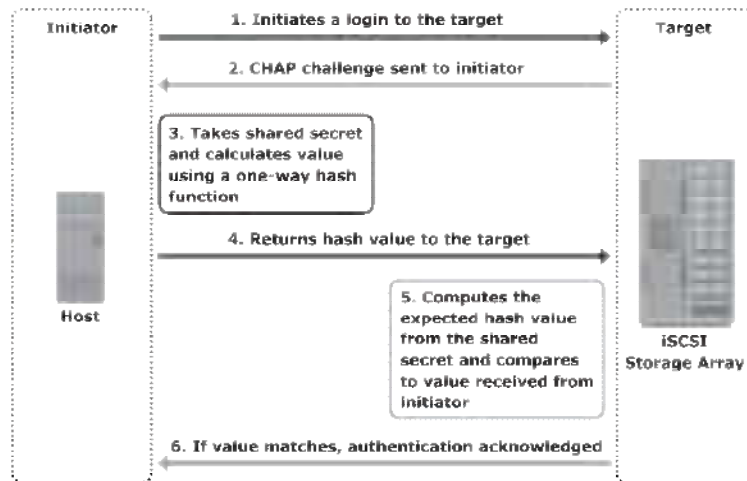 Initiator
1. Initiates a login to the target
Target
2. CHAP challenge sent to initiator
3. Takes shared secret
and calculates value
using a one-way hash
function
4. Returns hash value to the target
Host
5. Computes the
expected hash value
from the shared
secret and compares
to value received from
initiator
iSCSI
Storage Array
6. If value matches, authentication acknowledged